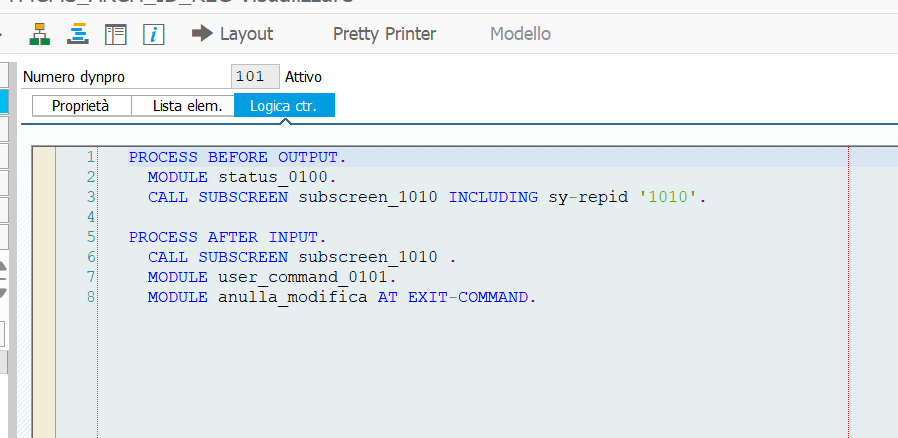 Layout
Pretty Printer
Modello
Numero dynpro 101 Attivo
Proprietà
Lista elem.
Logica ctr.
1 PROCESS BEFORE OUTPUT.
2 MODULE status_0100.
3 CALL SUBSCREEN subscreen_1010 INCLUDING sy-repid '1010'.
4
5 PROCESS AFTER INPUT.
6 CALL SUBSCREEN subscreen_1010 .
7 MODULE user_command_0101.
8 MODULE anulla_modifica AT EXIT-COMMAND.